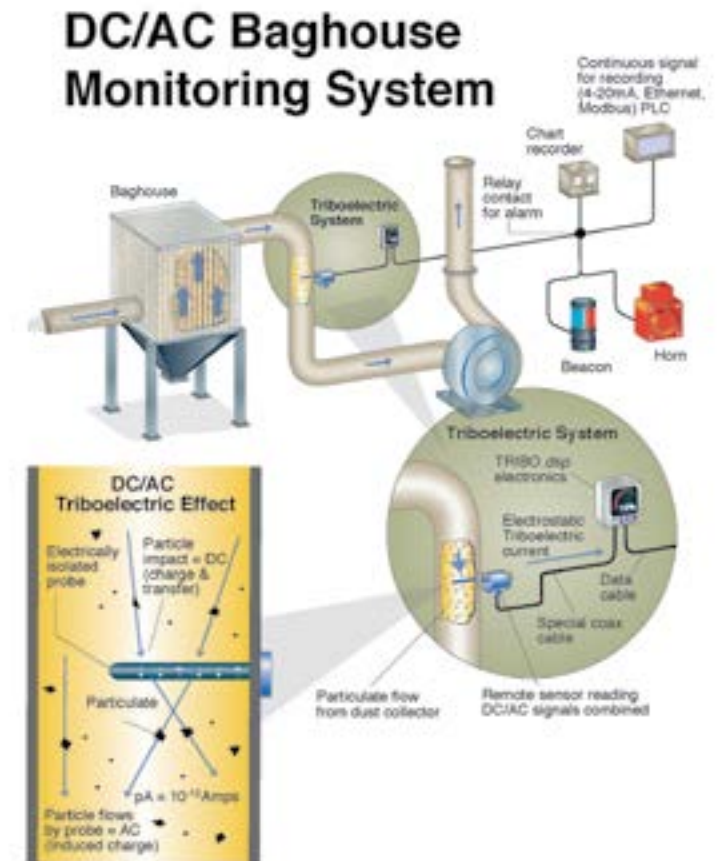 DC/AC Baghouse
Monitoring System
Continuous signal
for recording
(4-20mA, Ethernet,
Modbus) PLC
Chart
recorder
Relay
contact
for alarm
Baghouse
Triboelectric
System
Beacon
Horn
Triboelectric System
TRIBO.dsp
electronics
Electrostatic
Triboelectric
current
Data
cable
Special coax
cable
Particulate flow
from dust collector
Remote sensor reading
DC/AC signals combined
DC/AC
Triboelectric Effect
Electrically
isolated
probe
Particle
impact = DC
(charge &
transfer)
Particulate
pA = 10⁻¹² Amps
Particle flows
by probe = AC
(induced charge)